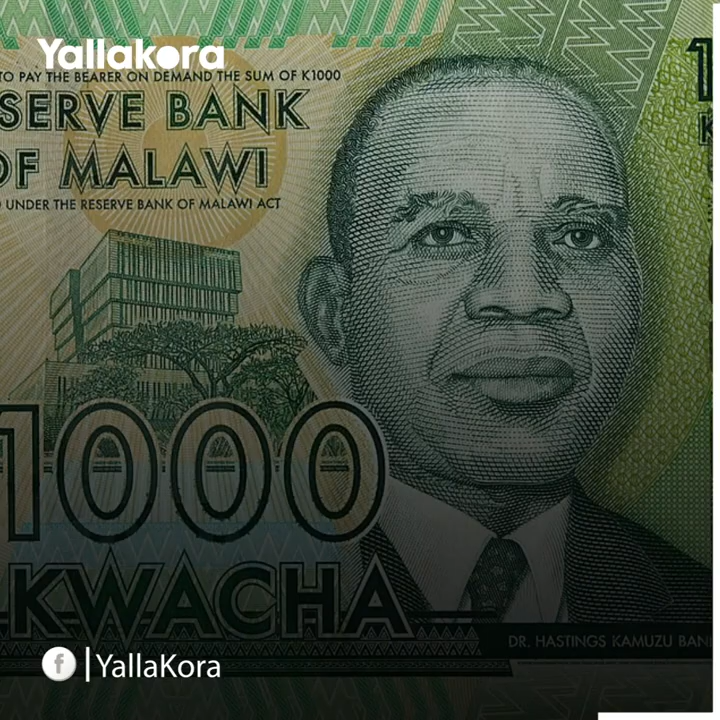 Yallakora
TO PAY THE BEARER ON DEMAND THE SUM OF K1000
SERVE BANK
OF MALAWI
UNDER THE RESERVE BANK OF MALAWI ACT
1000
KWACHA
DR. HASTINGS KAMUZU BAN
f | YallaKora